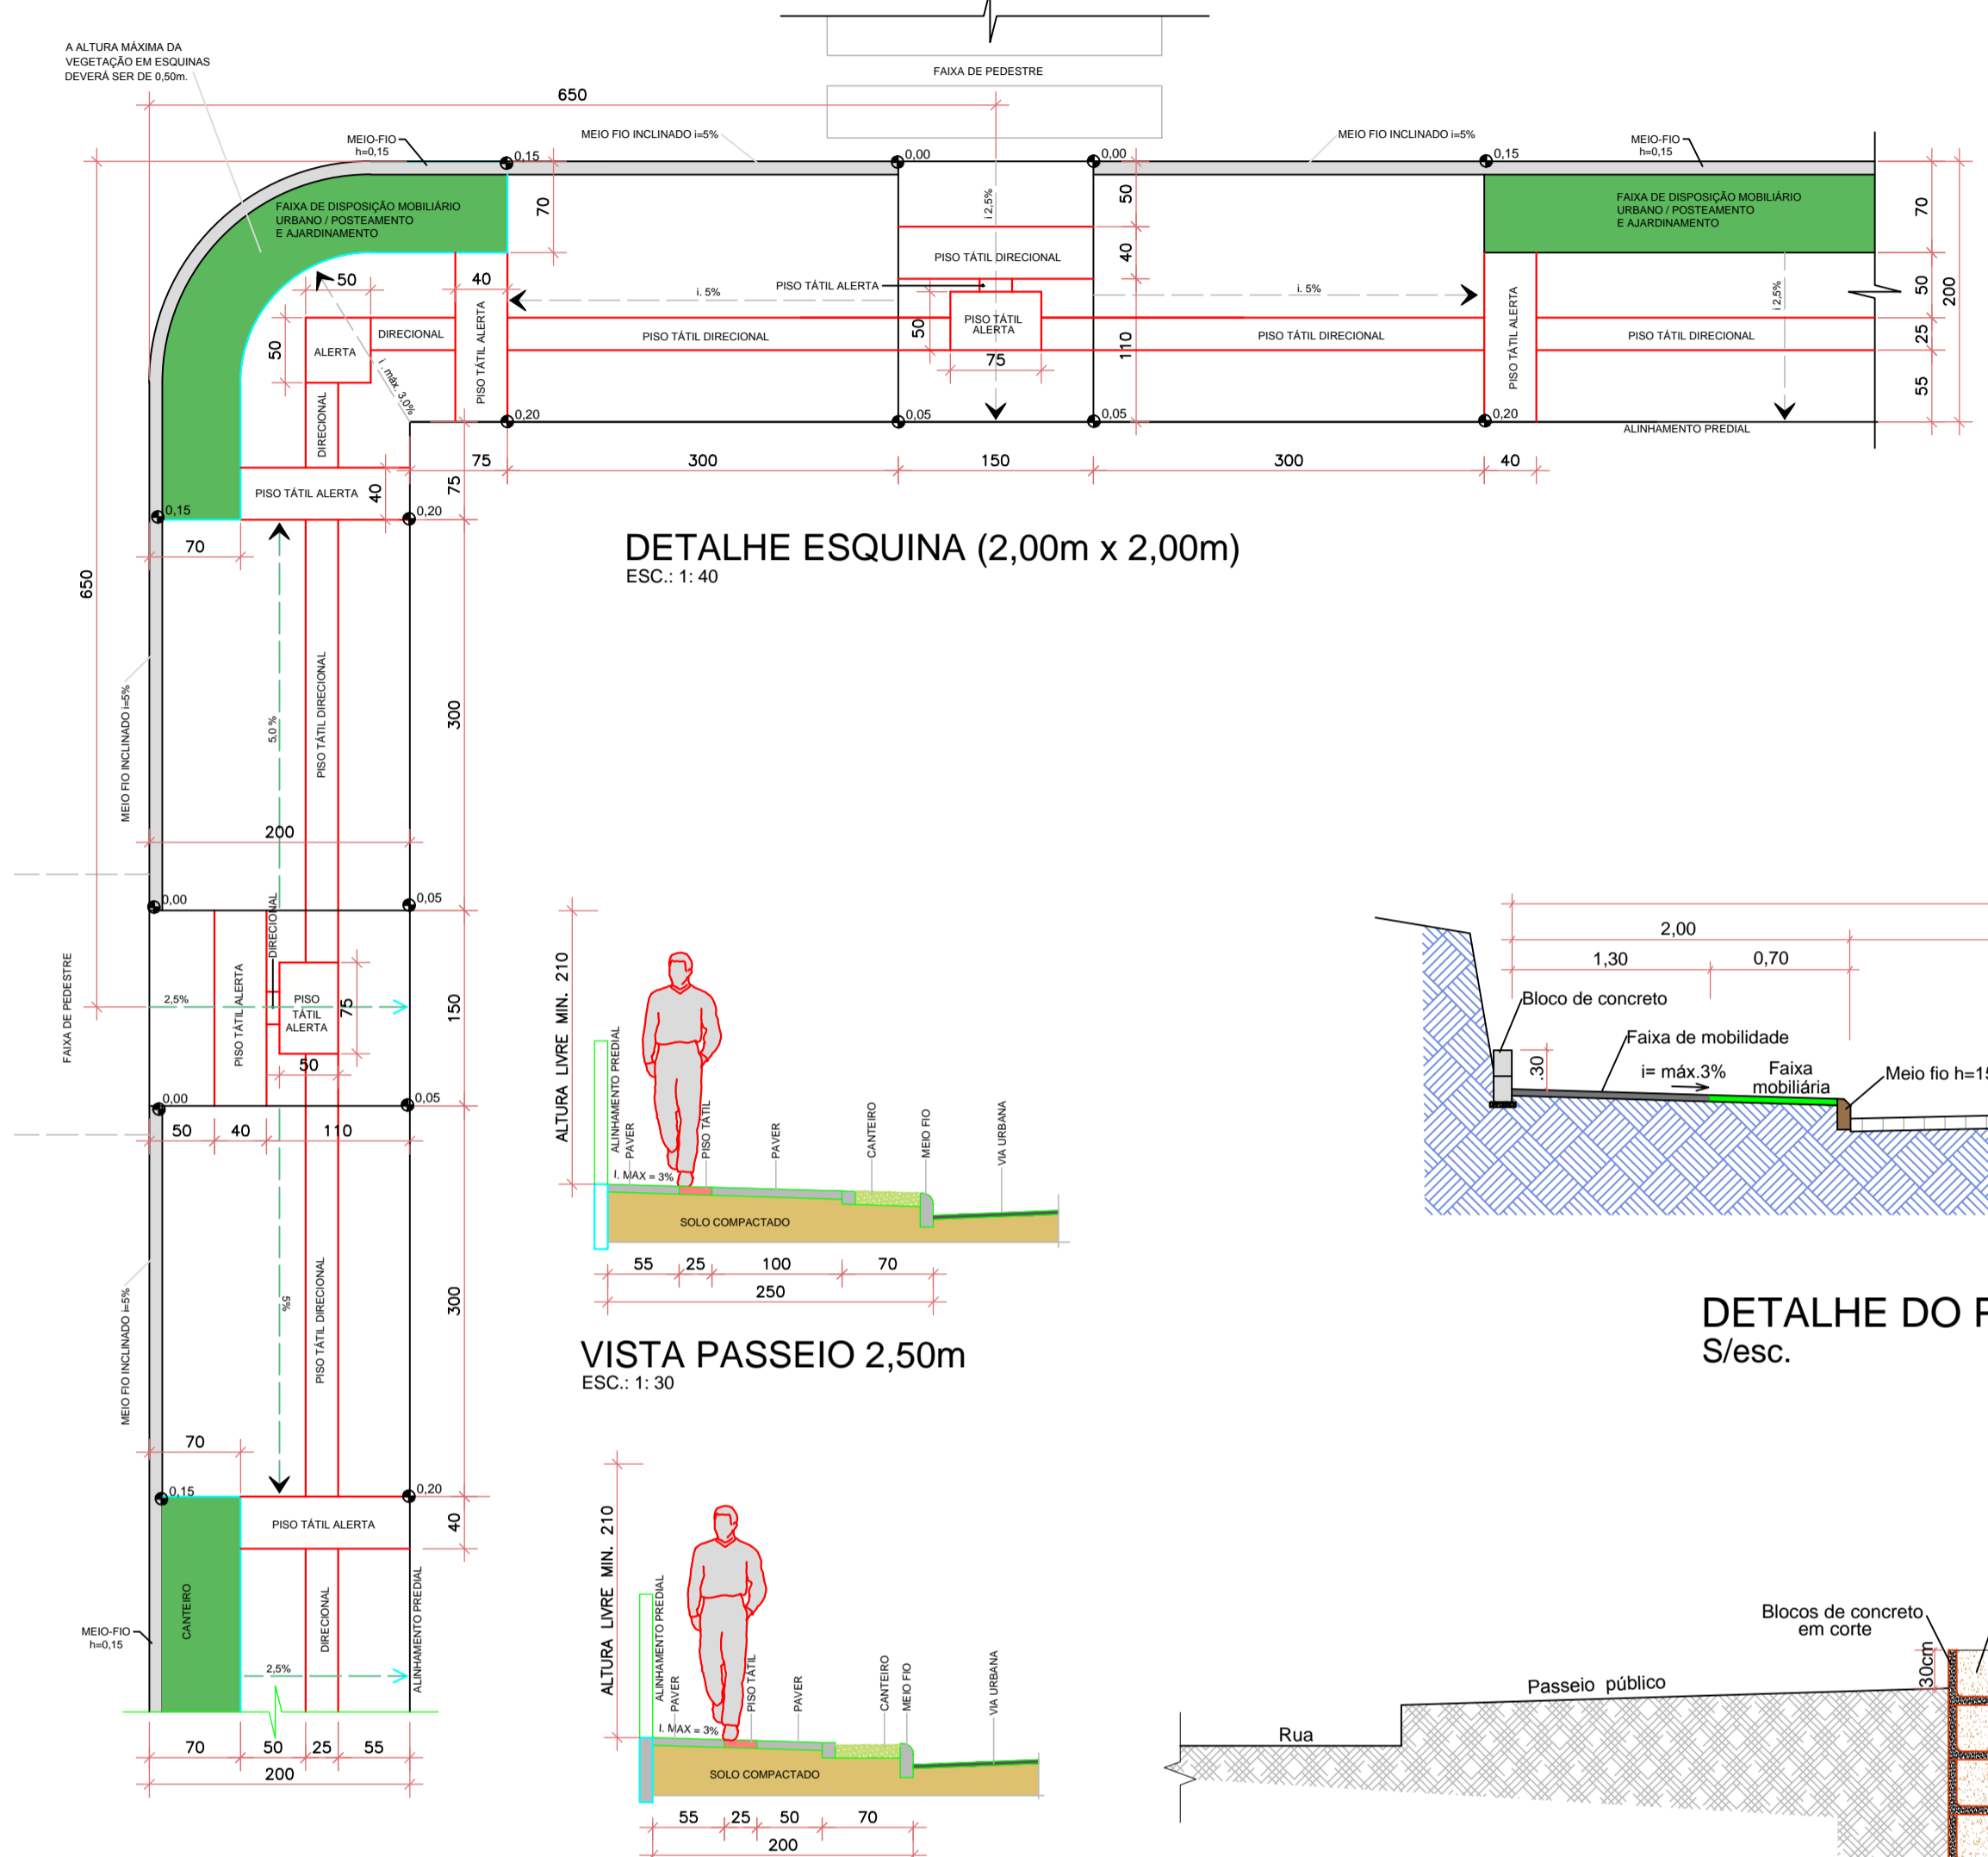 A ALTURA MÁXIMA DA
VEGETAÇÃO EM ESQUINAS
DEVERÁ SER DE 0,50m.
FAIXA DE PEDESTRE
650
MEIO-FIO
h=0,15
MEIO FIO INCLINADO i=5%
MEIO FIO INCLINADO i=5%
MEIO-FIO
h=0,15
0,15
0,00
0,00
0,15
FAIXA DE DISPOSIÇÃO MOBILIÁRIO
URBANO / POSTEAMENTO
E AJARDINAMENTO
70
i 2,5%
50
FAIXA DE DISPOSIÇÃO MOBILIÁRIO
URBANO / POSTEAMENTO
E AJARDINAMENTO
70
PISO TÁTIL DIRECIONAL
40
50
40
PISO TÁTIL ALERTA
i. 5%
i. 5%
i 2,5%
50
200
50
ALERTA
DIRECIONAL
PISO TÁTIL ALERTA
PISO TÁTIL DIRECIONAL
50
PISO TÁTIL
ALERTA
75
110
PISO TÁTIL DIRECIONAL
PISO TÁTIL ALERTA
PISO TÁTIL DIRECIONAL
25
55
i. máx. 3,0%
DIRECIONAL
0,20
0,05
0,05
0,20
ALINHAMENTO PREDIAL
75
300
150
300
40
75
PISO TÁTIL ALERTA
40
0,15
0,20
70
DETALHE ESQUINA (2,00m x 2,00m)
ESC.: 1: 40
650
MEIO FIO INCLINADO i=5%
5,0 %
PISO TÁTIL DIRECIONAL
300
200
0,00
0,05
FAIXA DE PEDESTRE
2,5%
PISO TÁTIL ALERTA
DIRECIONAL
PISO
TÁTIL
ALERTA
75
150
50
0,00
0,05
50
40
110
MEIO FIO INCLINADO i=5%
5%
PISO TÁTIL DIRECIONAL
300
70
0,15
0,20
PISO TÁTIL ALERTA
40
MEIO-FIO
h=0,15
CANTEIRO
DIRECIONAL
ALINHAMENTO PREDIAL
2,5%
70
50
25
55
200
ALTURA LIVRE MIN. 210
ALINHAMENTO PREDIAL
PAVER
PISO TÁTIL
PAVER
CANTEIRO
MEIO FIO
VIA URBANA
I. MAX = 3%
SOLO COMPACTADO
55
25
100
70
250
VISTA PASSEIO 2,50m
ESC.: 1: 30
ALTURA LIVRE MIN. 210
ALINHAMENTO PREDIAL
PAVER
PISO TÁTIL
PAVER
CANTEIRO
MEIO FIO
VIA URBANA
I. MAX = 3%
SOLO COMPACTADO
55
25
50
70
200
2,00
1,30
0,70
Bloco de concreto
.30
Faixa de mobilidade
i= máx.3%
Faixa
mobiliária
Meio fio h=15
DETALHE DO
S/esc.
Blocos de concreto
em corte
30cm
Passeio público
Rua